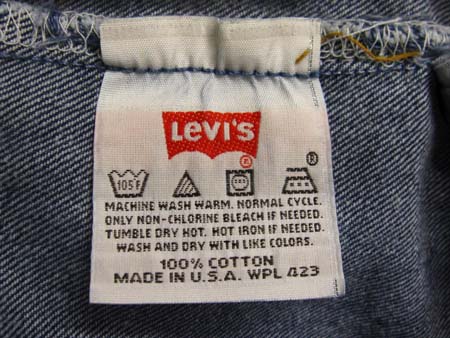 Levi's
®
105F
®
MACHINE WASH WARM. NORMAL CYCLE.
ONLY NON-CHLORINE BLEACH IF NEEDED.
TUMBLE DRY HOT. HOT IRON IF NEEDED.
WASH AND DRY WITH LIKE COLORS.
100% COTTON
MADE IN U.S.A. WPL 423